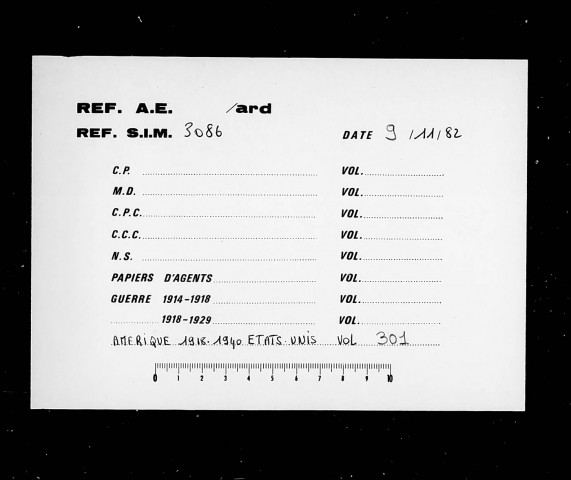 REF. A.E. /ard
REF. S.I.M. 3086 DATE 9 /11/82
C.P. VOL.
M.D. VOL.
C.P.C. VOL.
C.C.C. VOL.
N.S. VOL.
PAPIERS D'AGENTS VOL.
GUERRE 1914-1918 VOL.
1918-1929 VOL.
AMERIQUE 1918-1940 ETATS-UNIS VOL 301
0 1 2 3 4 5 6 7 8 9 10